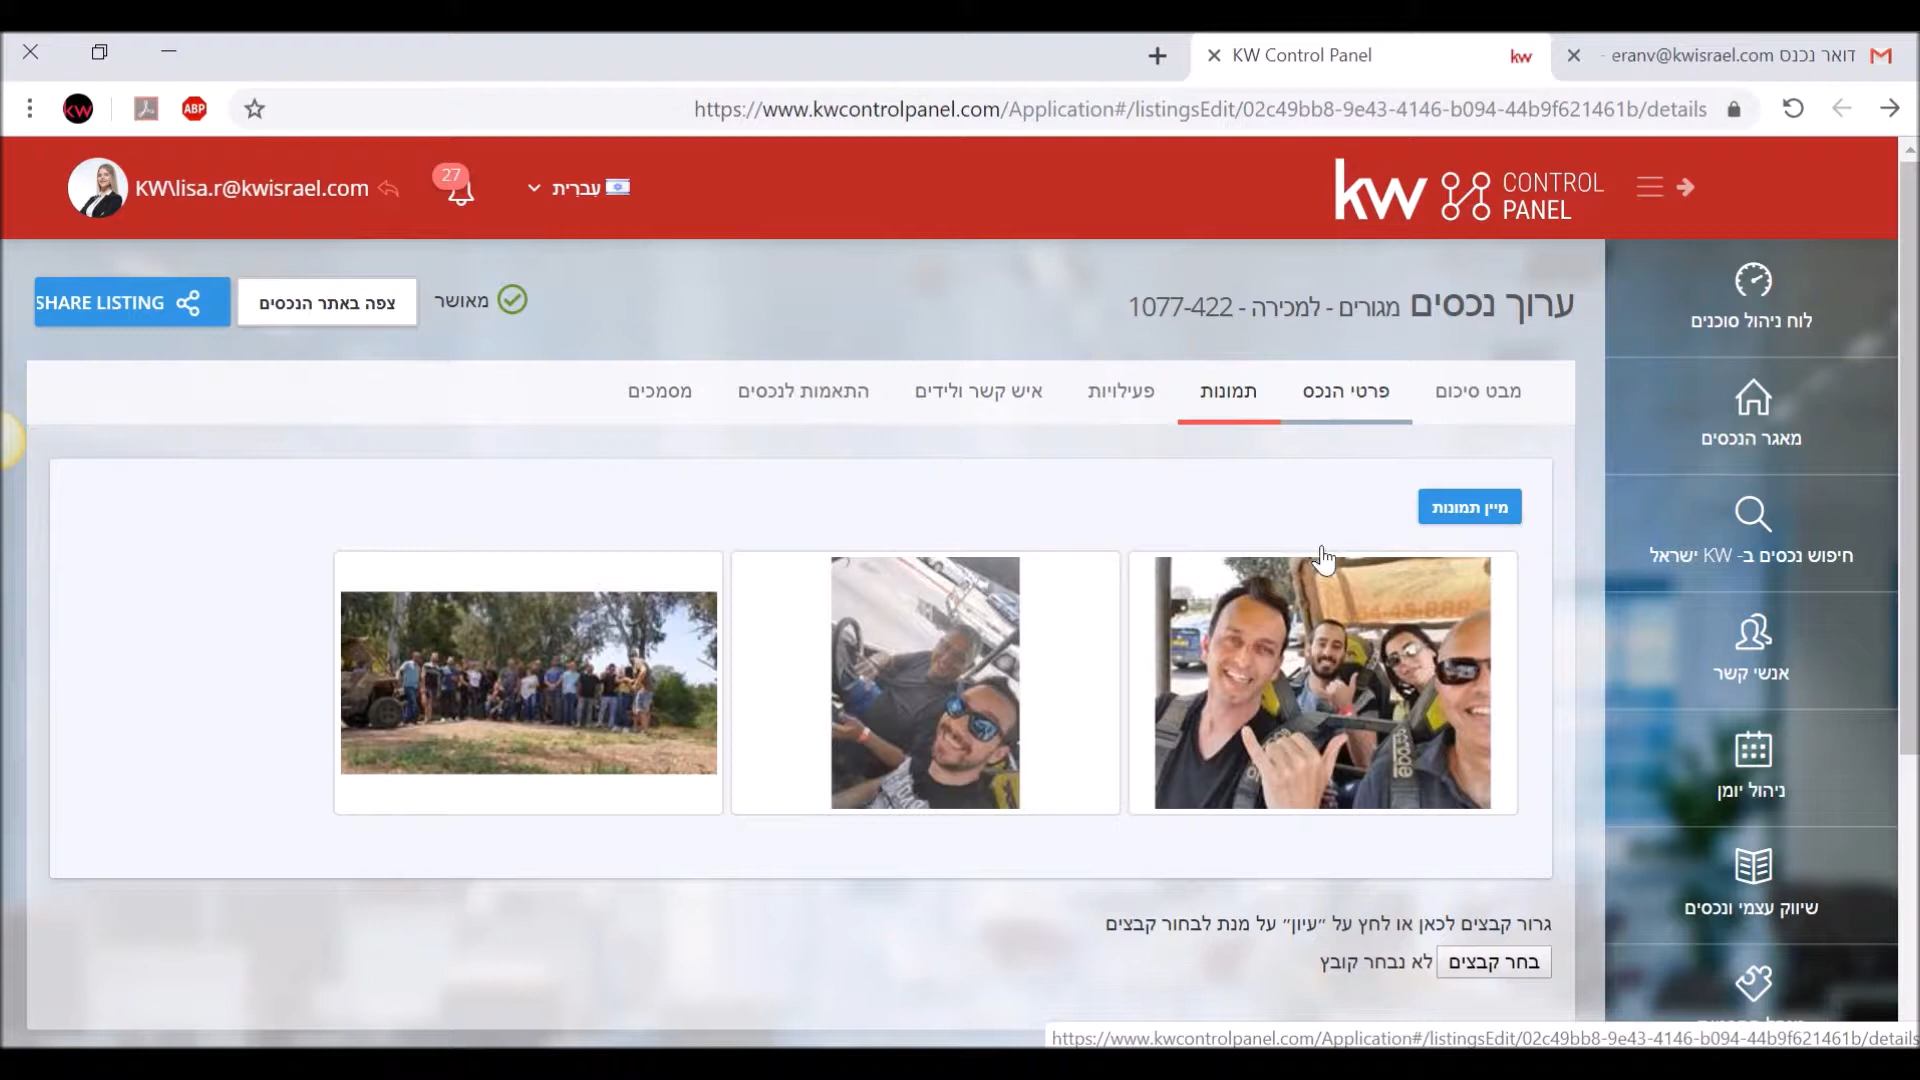 KW Control Panel
kw
דואר נכנס eranv@kwisrael.com -
kw
ABP
https://www.kwcontrolpanel.com/Application#/listingsEdit/02c49bb8-9e43-4146-b094-44b9f621461b/details
KW\lisa.r@kwisrael.com
27
עברית
kw CONTROL PANEL
ערוך נכסים מגורים - למכירה - 1077-422
מאושר
צפה באתר הנכסים
SHARE LISTING
מבט סיכום
פרטי הנכס
תמונות
פעילויות
איש קשר ולידים
התאמות לנכסים
מסמכים
מיין תמונות
גרור קבצים לכאן או לחץ על "עיון" על מנת לבחור קבצים
בחר קבצים לא נבחר קובץ
לוח ניהול סוכנים
מאגר הנכסים
חיפוש נכסים ב- KW ישראל
אנשי קשר
ניהול יומן
שיווק עצמי ונכסים
https://www.kwcontrolpanel.com/Application#/listingsEdit/02c49bb8-9e43-4146-b094-44b9f621461b/details